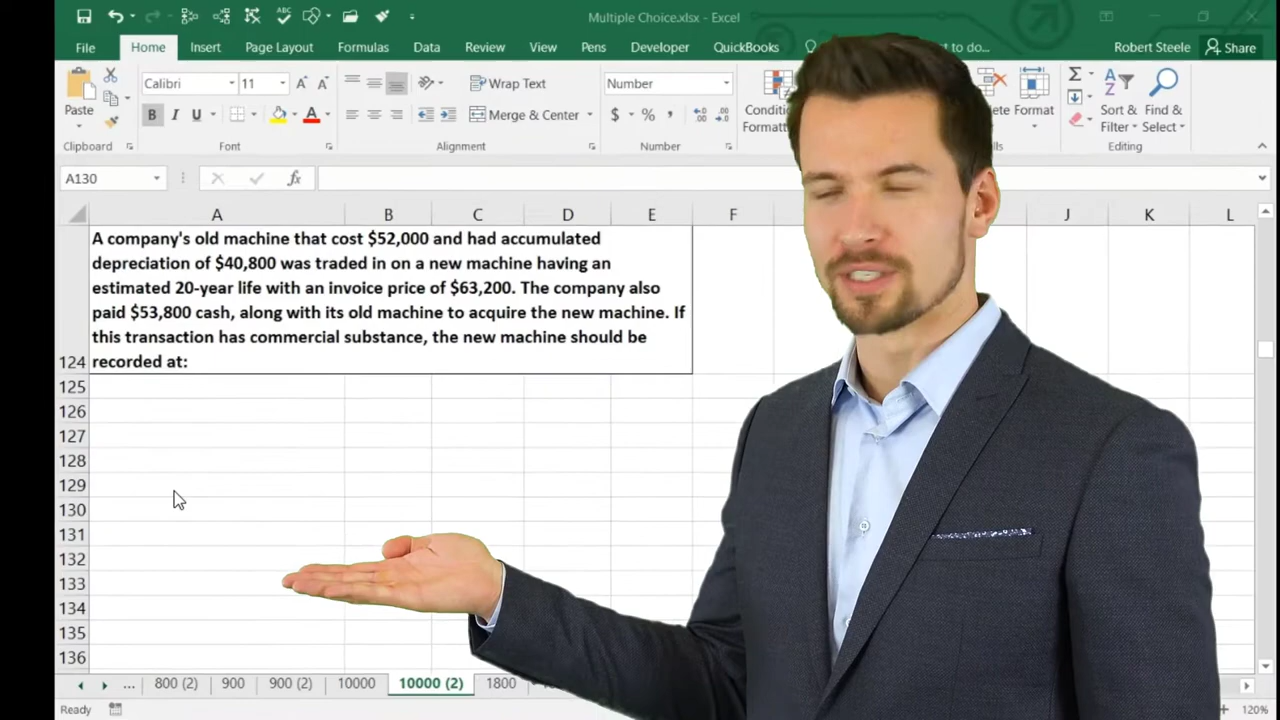 Multiple Choice.xlsx - Excel
File Home Insert Page Layout Formulas Data Review View Pens Developer QuickBooks to do... Robert Steele Share
Calibri 11 Wrap Text Number
Paste Merge & Center $ % Format Sort & Find &
Filter Select
Clipboard Font Alignment Number Editing
A130 fx
A B C D E F J K L
A company's old machine that cost $52,000 and had accumulated
depreciation of $40,800 was traded in on a new machine having an
estimated 20-year life with an invoice price of $63,200. The company also
paid $53,800 cash, along with its old machine to acquire the new machine. If
this transaction has commercial substance, the new machine should be
124 recorded at:
125
126
127
128
129
130
131
132
133
134
135
136
... 800 (2) 900 900 (2) 10000 10000 (2) 1800
Ready 120%